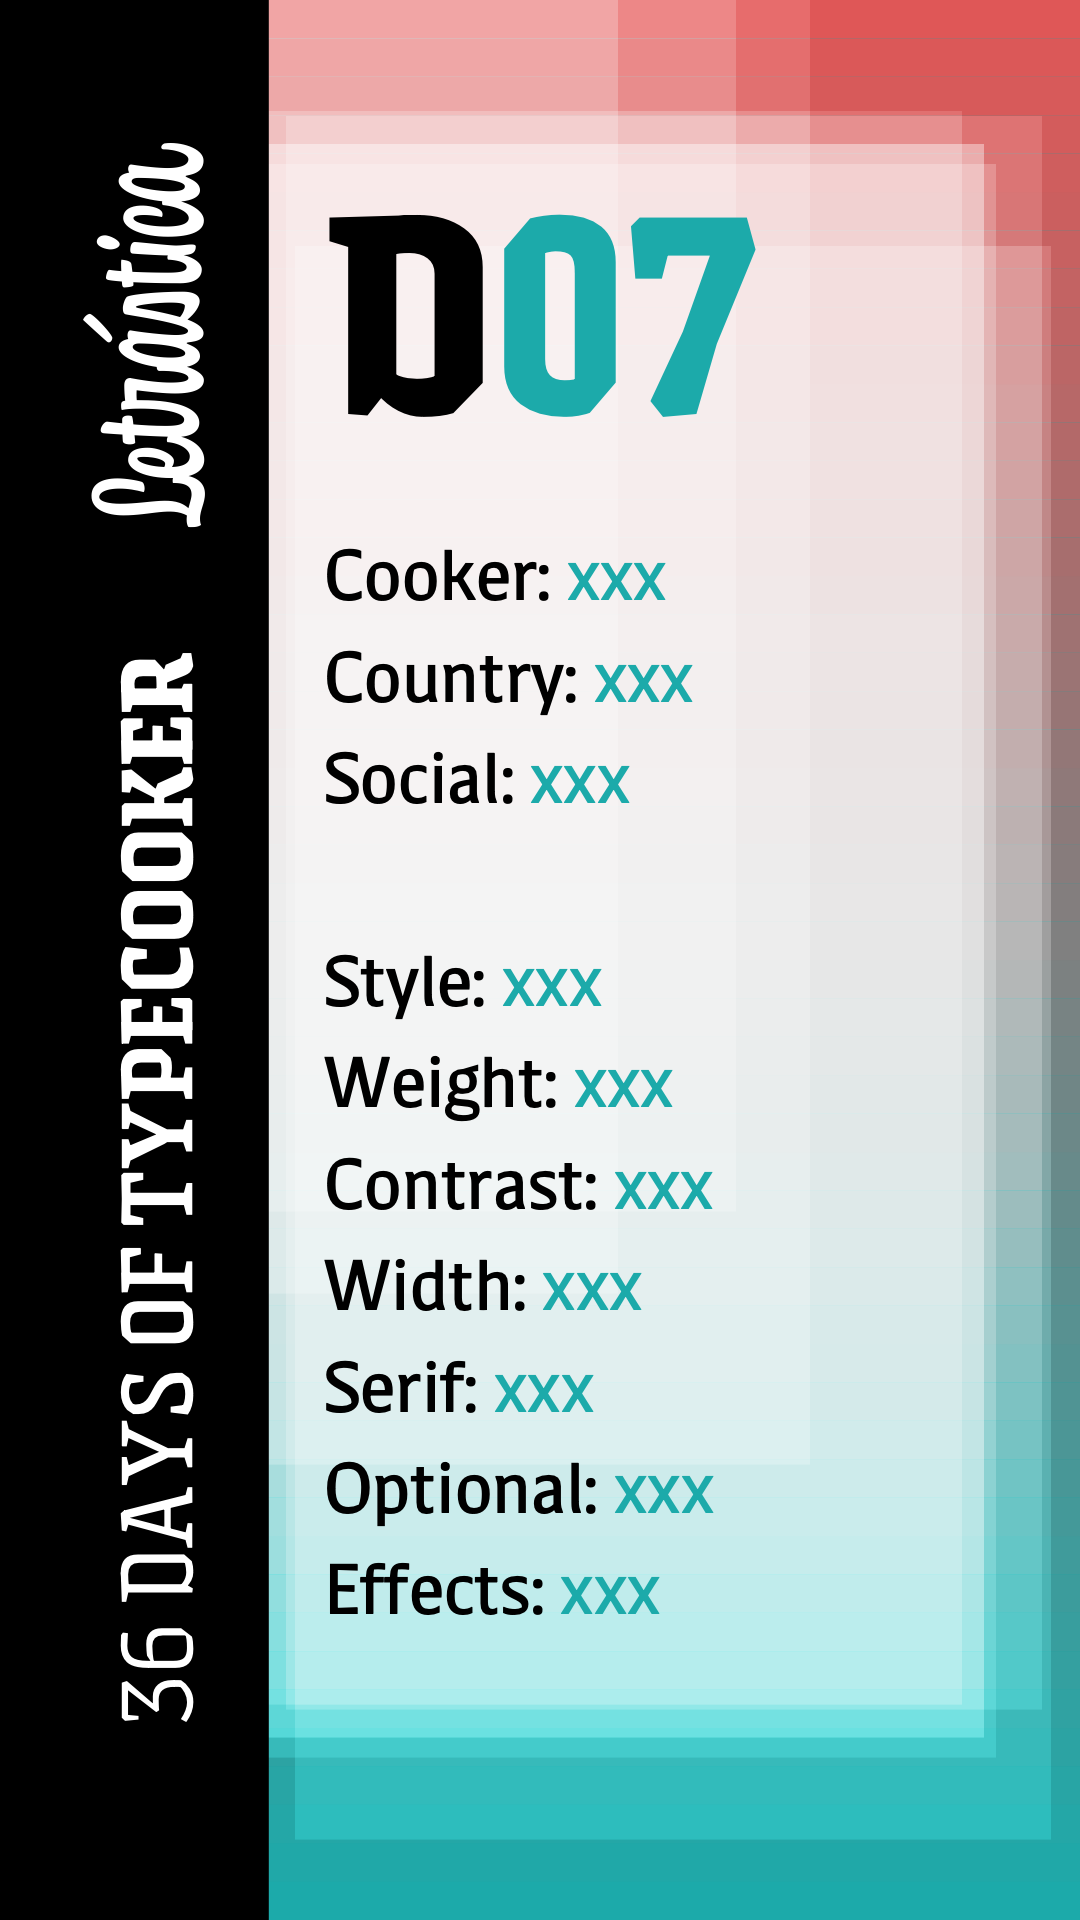 36 DAYS OF TYPECOOKER
Letrástica
D07
Cooker: xxx
Country: xxx
Social: xxx
Style: xxx
Weight: xxx
Contrast: xxx
Width: xxx
Serif: xxx
Optional: xxx
Effects: xxx